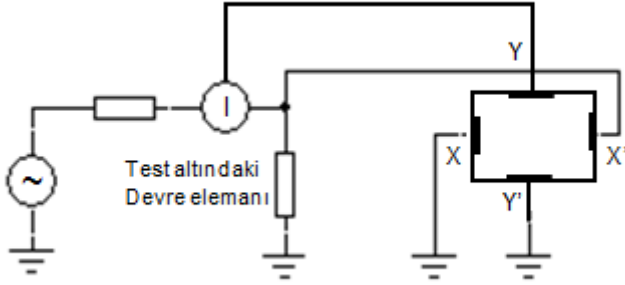 Y
I
X
X'
Test altındaki
Devre elemanı
Y'